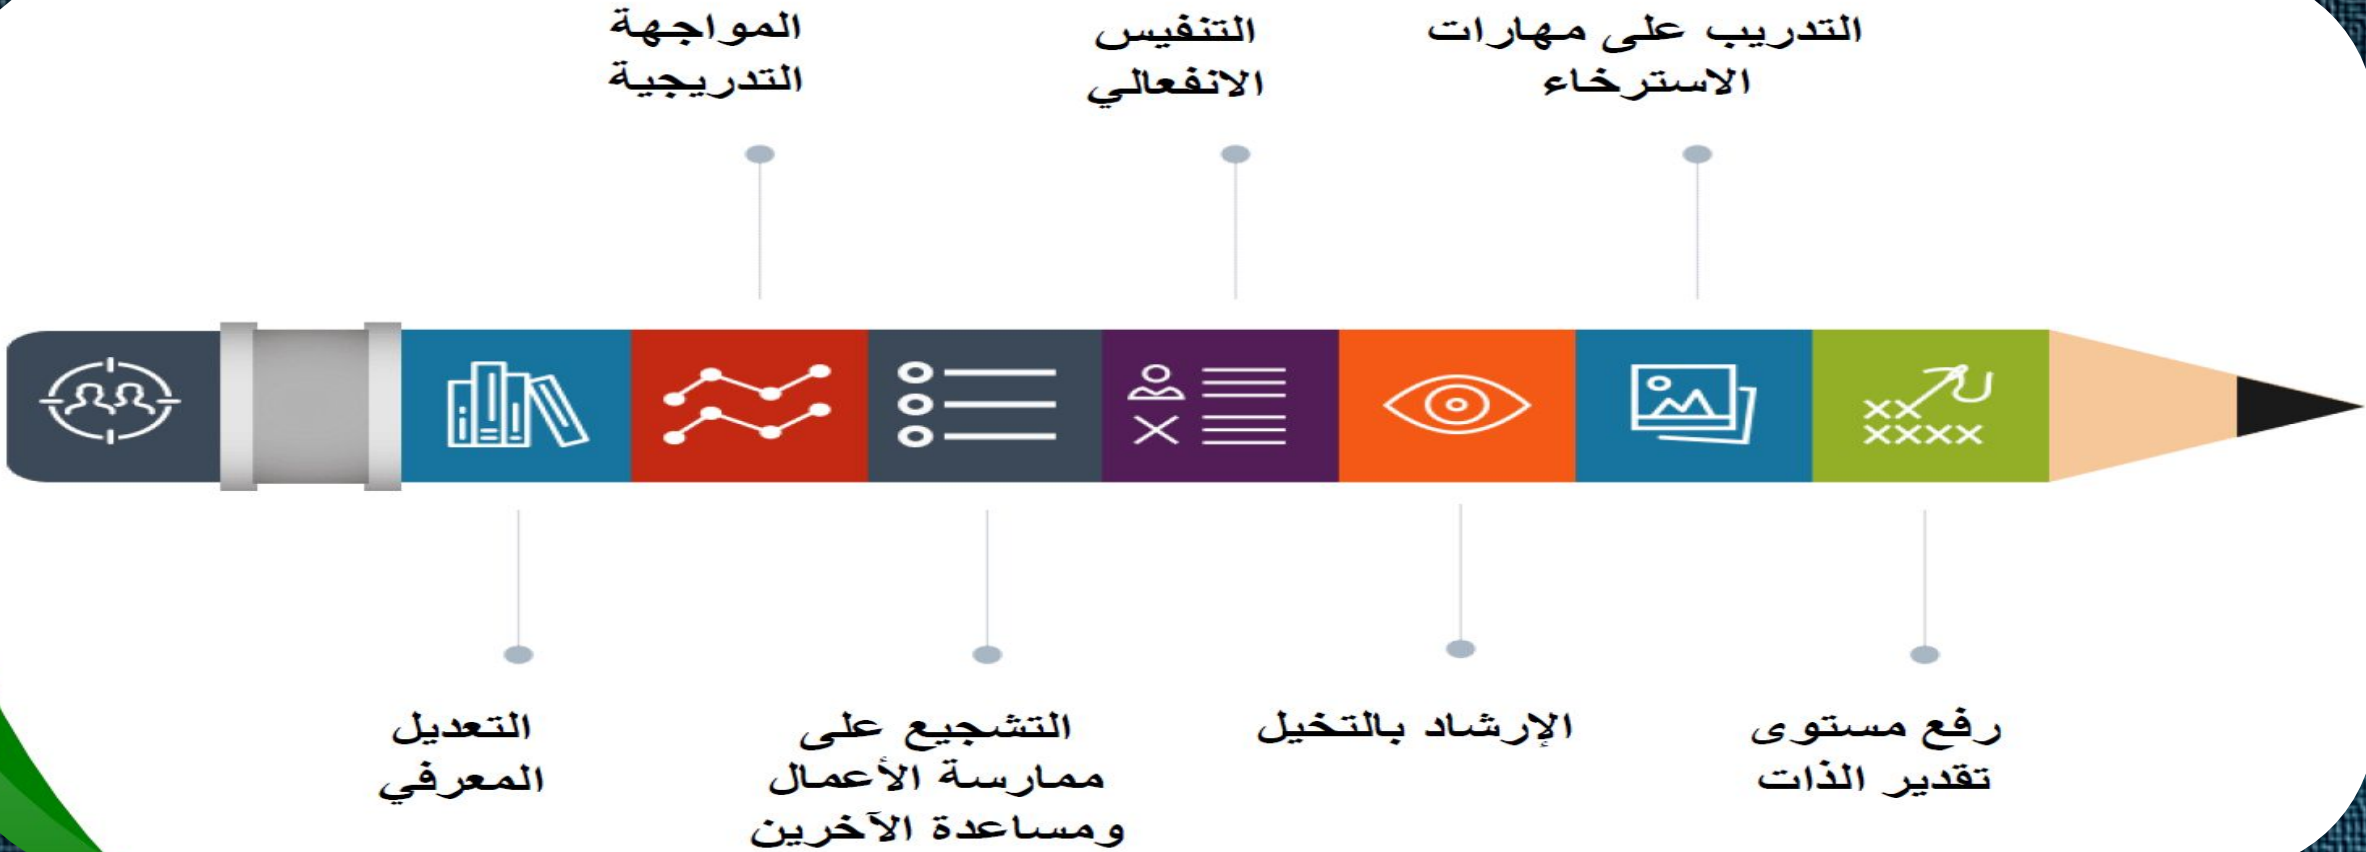 التدريب على مهارات
الاسترخاء
التنفيس
الانفعالي
المواجهة
التدريجية
رفع مستوى
تقدير الذات
الإرشاد بالتخيل
التشجيع على
ممارسة الأعمال
ومساعدة الآخرين
التعديل
المعرفي